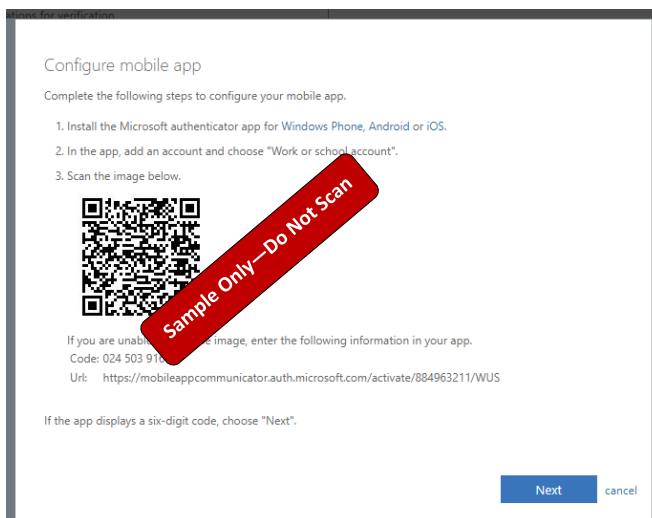 ations for verification.
Configure mobile app
Complete the following steps to configure your mobile app.
1. Install the Microsoft authenticator app for Windows Phone, Android or iOS.
2. In the app, add an account and choose "Work or school account".
3. Scan the image below.
Sample Only—Do Not Scan
If you are unable image, enter the following information in your app.
Code: 024 503 916
Url: https://mobileappcommunicator.auth.microsoft.com/activate/884963211/WUS
If the app displays a six-digit code, choose "Next".
Next cancel